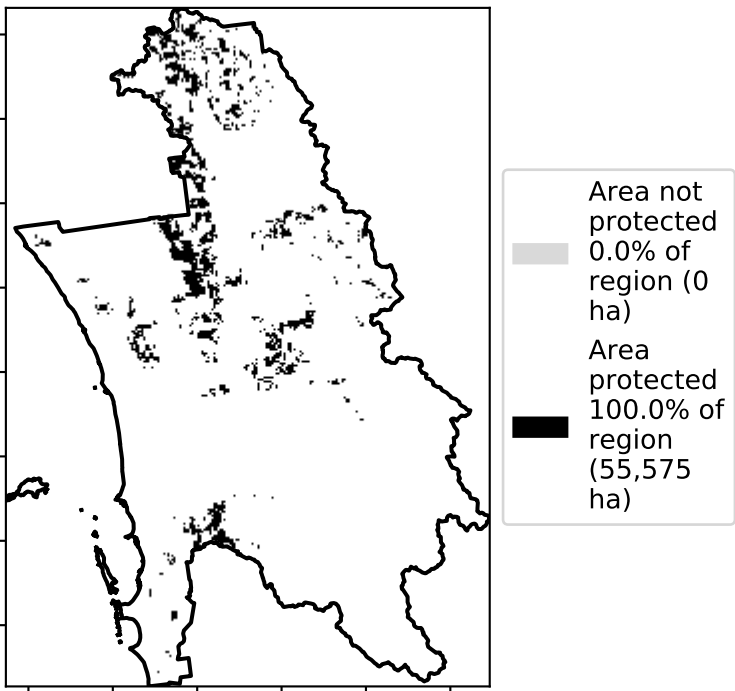 Area not
protected
0.0% of
region (0
ha)
Area
protected
100.0% of
region
(55,575
ha)